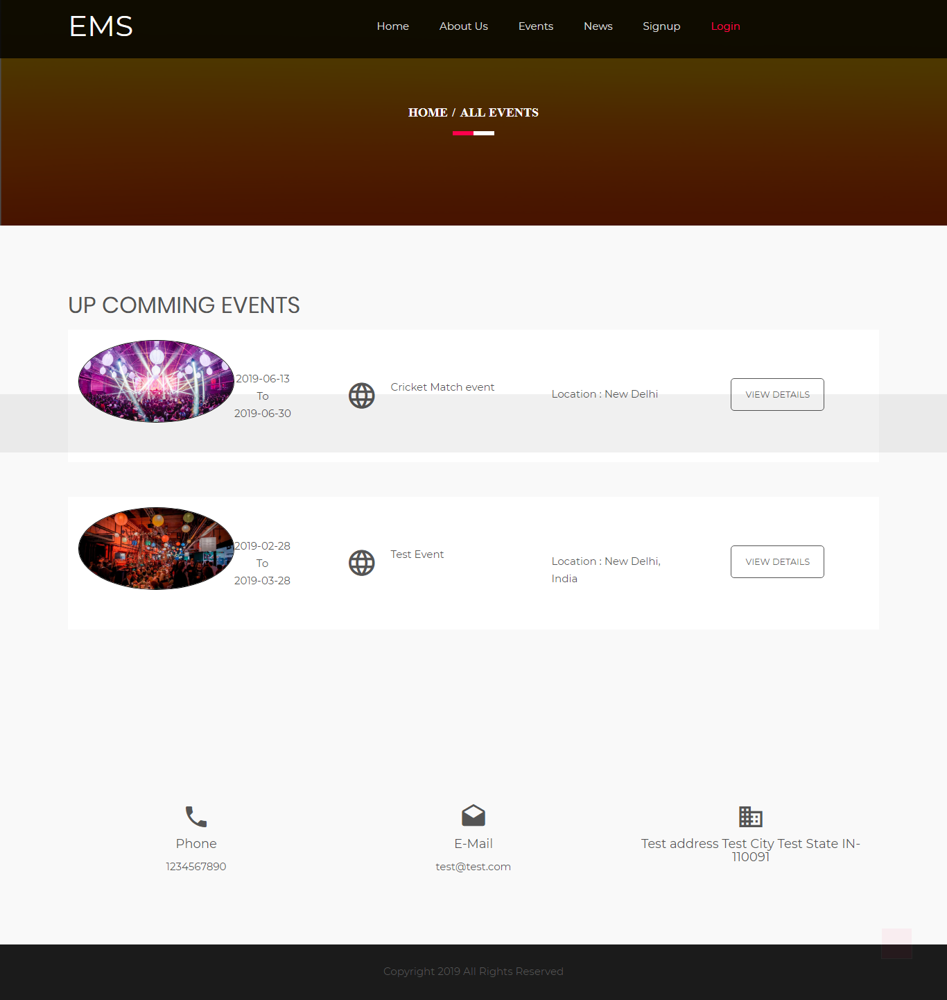 EMS
Home
About Us
Events
News
Signup
Login
HOME / ALL EVENTS
UP COMMING EVENTS
2019-06-13
To
2019-06-30
Cricket Match event
Location : New Delhi
VIEW DETAILS
2019-02-28
To
2019-03-28
Test Event
Location : New Delhi,
India
VIEW DETAILS
Phone
1234567890
E-Mail
test@test.com
Test address Test City Test State IN-
110091
Copyright 2019 All Rights Reserved